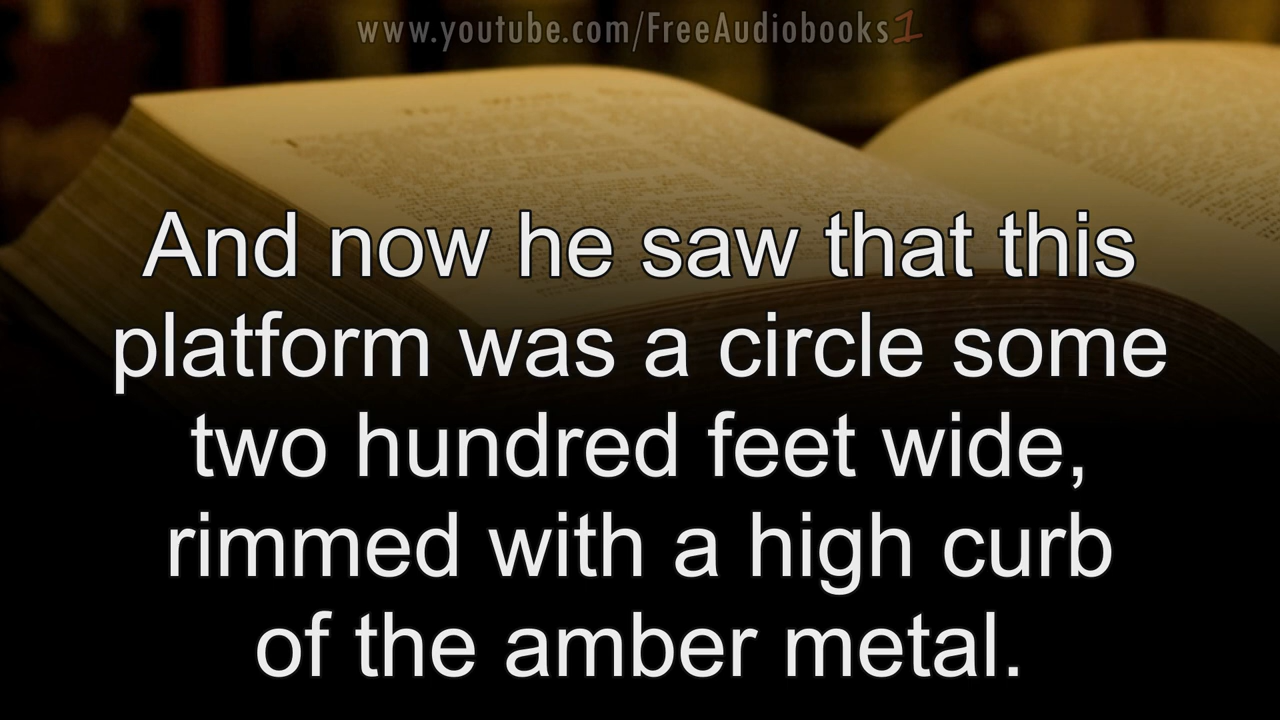 www.youtube.com/FreeAudiobooks1
And now he saw that this
platform was a circle some
two hundred feet wide,
rimmed with a high curb
of the amber metal.